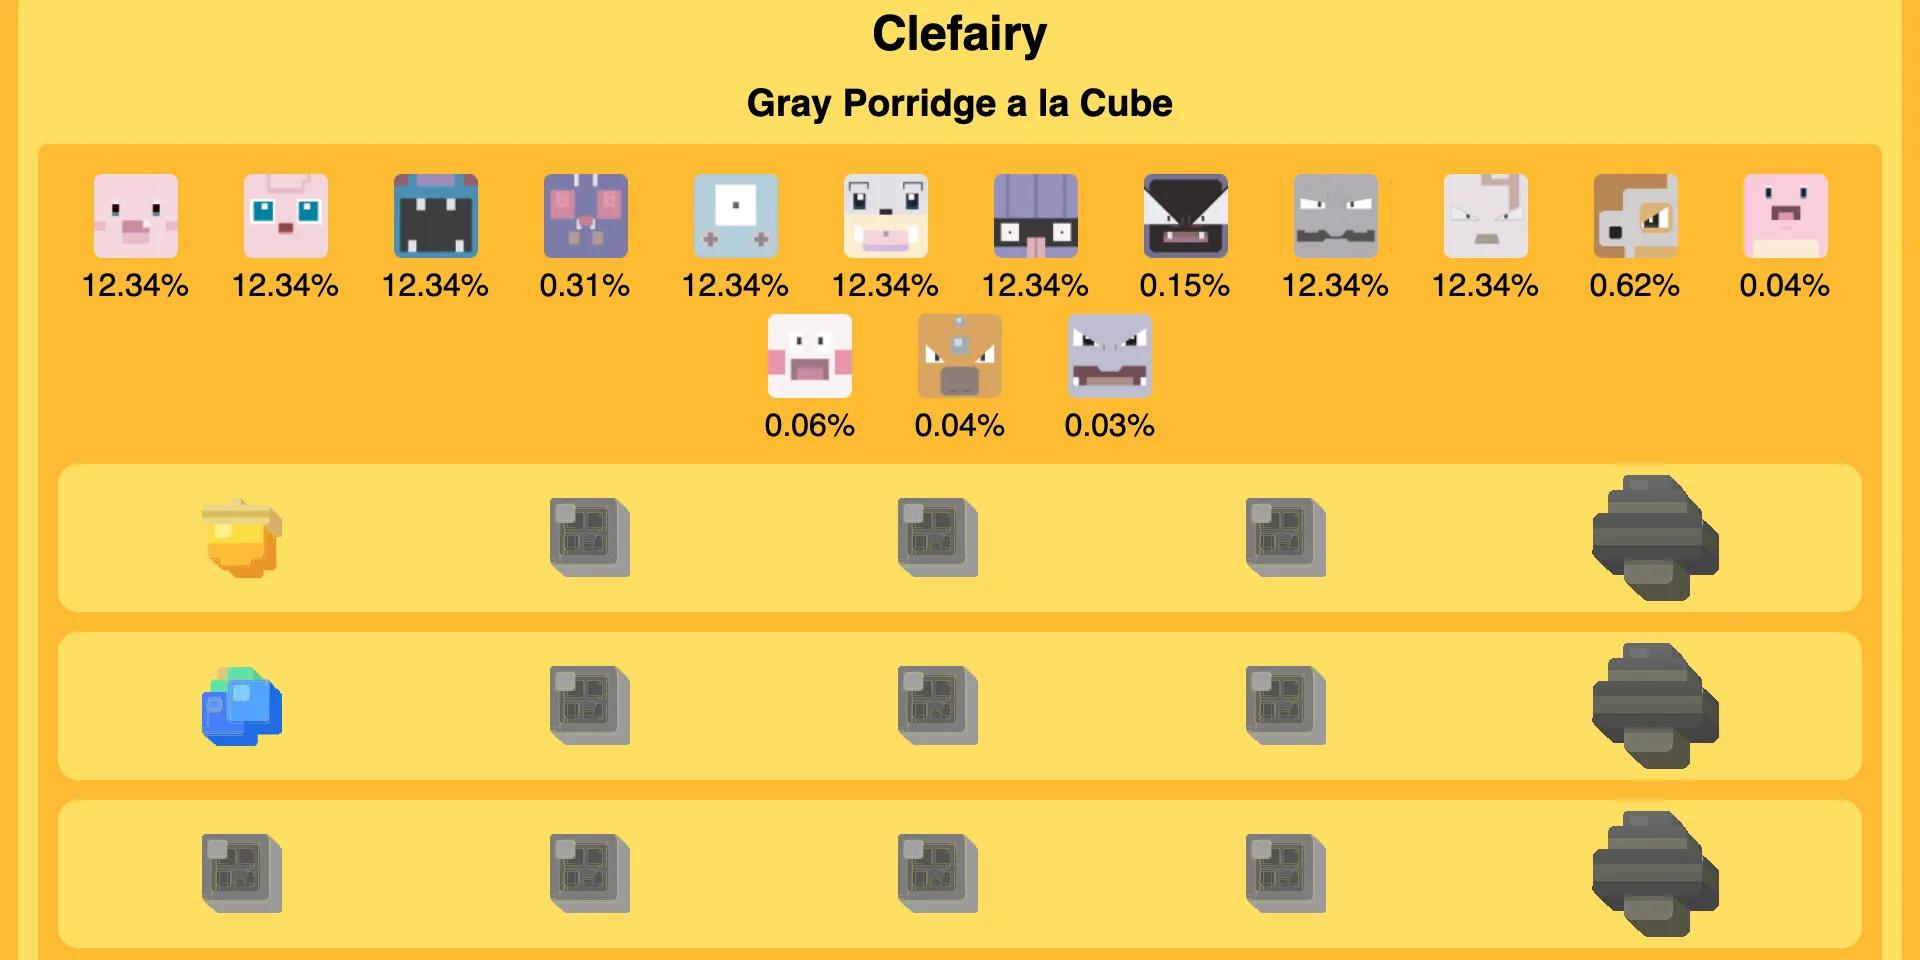 Clefairy
Gray Porridge a la Cube
12.34% 12.34% 12.34% 0.31% 12.34% 12.34% 12.34% 0.15% 12.34% 12.34% 0.62% 0.04%
0.06% 0.04% 0.03%